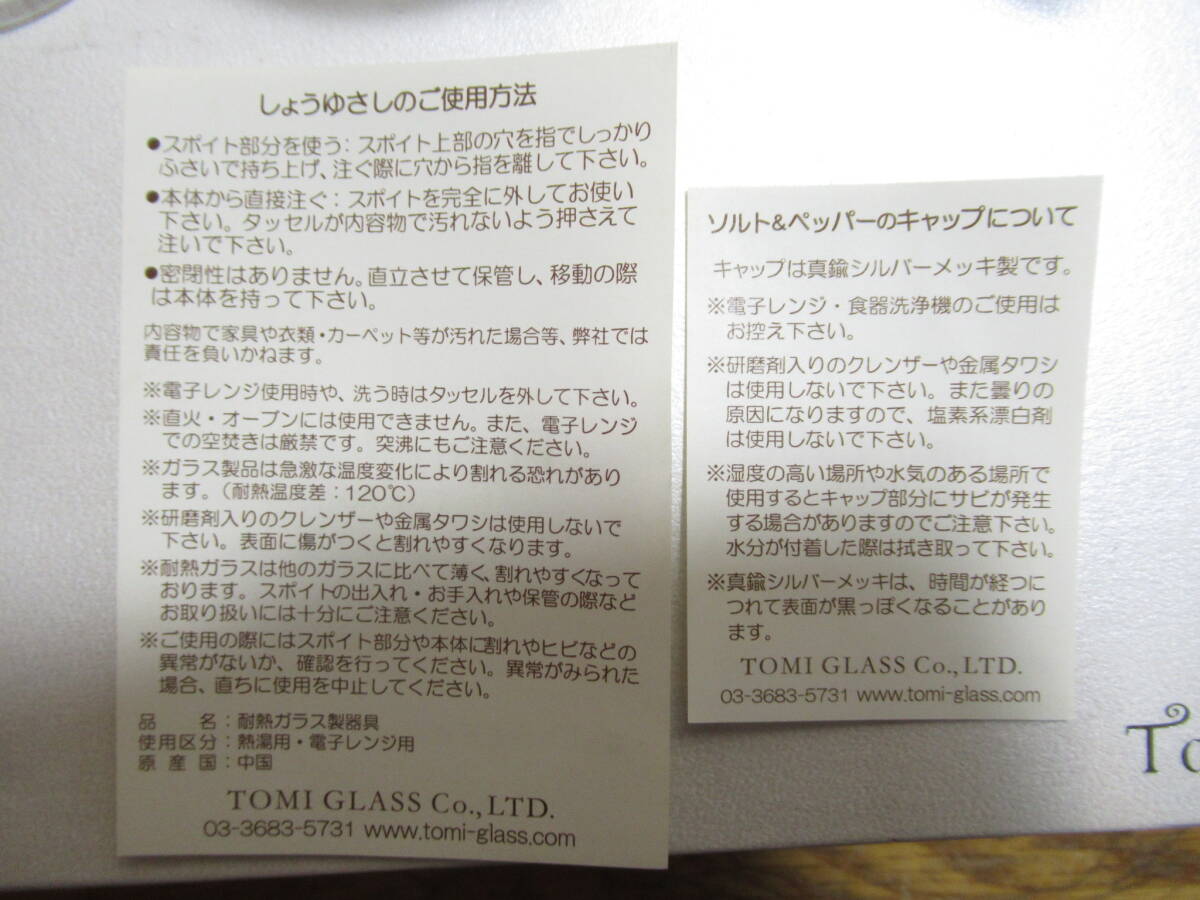 しょうゆさしのご使用方法
●スポイト部分を使う：スポイト上部の穴を指でしっかり
ふさいで持ち上げ、注ぐ際に穴から指を離して下さい。
●本体から直接注ぐ：スポイトを完全に外してお使い
下さい。タッセルが内容物で汚れないよう押さえて
注いで下さい。
●密閉性はありません。直立させて保管し、移動の際
は本体を持って下さい。
内容物で家具や衣類・カーペット等が汚れた場合等、弊社では
責任を負いかねます。
※電子レンジ使用時や、洗う時はタッセルを外して下さい。
※直火・オーブンには使用できません。また、電子レンジ
での空焚きは厳禁です。突沸にもご注意ください。
※ガラス製品は急激な温度変化により割れる恐れがあり
ます。（耐熱温度差：120℃）
※研磨剤入りのクレンザーや金属タワシは使用しないで
下さい。表面に傷がつくと割れやすくなります。
※耐熱ガラスは他のガラスに比べて薄く、割れやすくなって
おります。スポイトの出入れ・お手入れや保管の際など
お取り扱いには十分にご注意ください。
※ご使用の際にはスポイト部分や本体に割れやヒビなどの
異常がないか、確認を行ってください。異常がみられた
場合、直ちに使用を中止してください。
品　　名：耐熱ガラス製器具
使用区分：熱湯用・電子レンジ用
原 産 国：中国
TOMI GLASS Co., LTD.
03-3683-5731 www.tomi-glass.com
ソルト&ペッパーのキャップについて
キャップは真鍮シルバーメッキ製です。
※電子レンジ・食器洗浄機のご使用は
お控え下さい。
※研磨剤入りのクレンザーや金属タワシ
は使用しないで下さい。また曇りの
原因になりますので、塩素系漂白剤
は使用しないで下さい。
※湿度の高い場所や水気のある場所で
使用するとキャップ部分にサビが発生
する場合がありますのでご注意下さい。
水分が付着した際は拭き取って下さい。
※真鍮シルバーメッキは、時間が経つに
つれて表面が黒っぽくなることがあり
ます。
TOMI GLASS Co., LTD.
03-3683-5731 www.tomi-glass.com